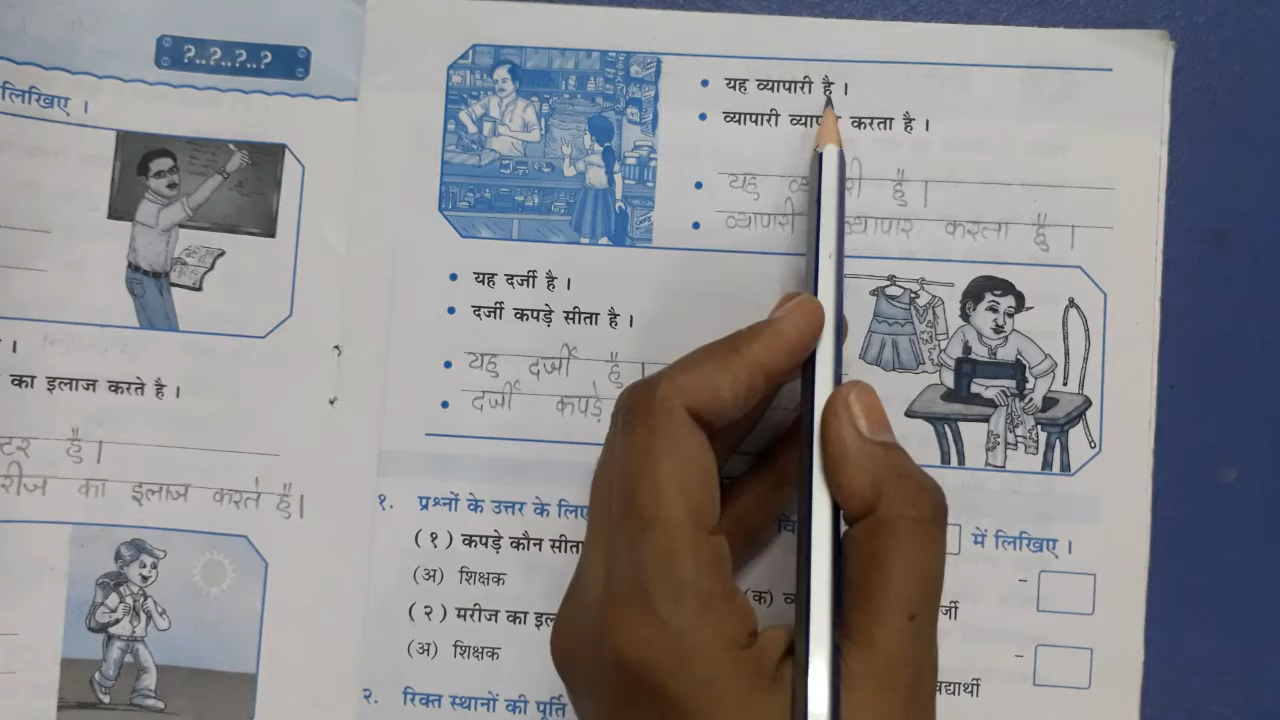 ?..?..?..?
लिखिए ।
।
का इलाज करते है ।
टर है ।
रीज का इलाज करते है ।
यह व्यापारी है ।
व्यापारी करता है ।
यह है ।
व्यापारी व्यापार करता है ।
यह दर्जी है ।
दर्जी कपड़े सीता है ।
यह दर्जी है ।
दर्जी कपड़े
१. प्रश्नों के उत्तर के लिए
में लिखिए ।
(१) कपड़े कौन सीता
(अ) शिक्षक
(क)
र्जी
(२) मरीज का
(अ) शिक्षक
द्यार्थी
२. रिक्त स्थानों की पूर्ति